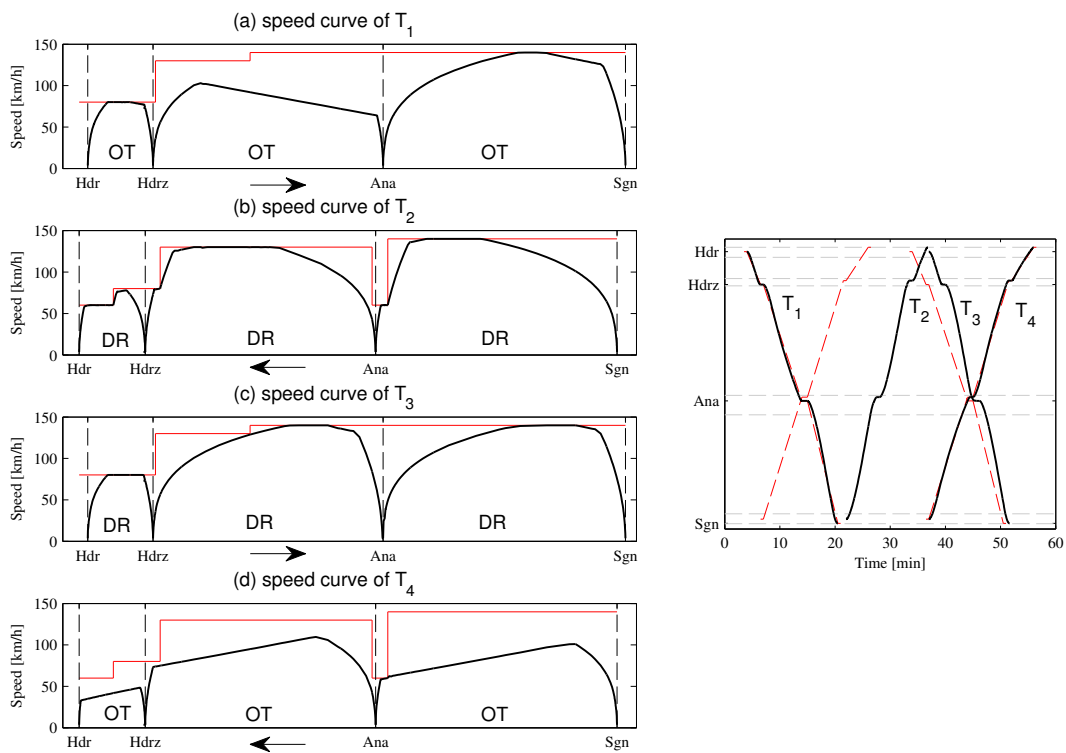 (a) speed curve of T1
Speed [km/h]
150
100
50
0
OT
OT
OT
Hdr
Hdrz
Ana
Sgn
(b) speed curve of T2
Speed [km/h]
150
100
50
0
DR
DR
DR
Hdr
Hdrz
Ana
Sgn
(c) speed curve of T3
Speed [km/h]
150
100
50
0
DR
DR
DR
Hdr
Hdrz
Ana
Sgn
(d) speed curve of T4
Speed [km/h]
150
100
50
0
OT
OT
OT
Hdr
Hdrz
Ana
Sgn
Hdr
Hdrz
Ana
Sgn
T1
T2
T3
T4
0 10 20 30 40 50 60
Time [min]